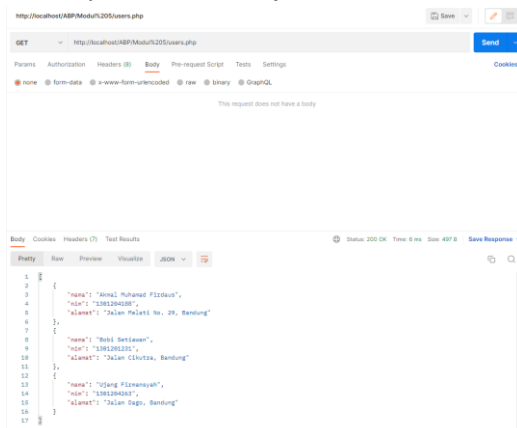 http://localhost/ABP/Modul%205/users.php
Save
GET
http://localhost/ABP/Modul%205/users.php
Send
Params Authorization Headers (8) Body Pre-request Script Tests Settings
Cookies
none form-data x-www-form-urlencoded raw binary GraphQL
This request does not have a body
Body Cookies Headers (7) Test Results
Status: 200 OK Time: 6 ms Size: 497 B Save Response
Pretty Raw Preview Visualize JSON
1 [
2 {
3 "nama": "Akmal Muhamad Firdaus",
4 "nim": "1301204188",
5 "alamat": "Jalan Melati No. 29, Bandung"
6 },
7 {
8 "nama": "Bobi Setiawan",
9 "nim": "1301201231",
10 "alamat": "Jalan Cikutra, Bandung"
11 },
12 {
13 "nama": "Ujang Firmansyah",
14 "nim": "1301204263",
15 "alamat": "Jalan Dago, Bandung"
16 }
17 ]